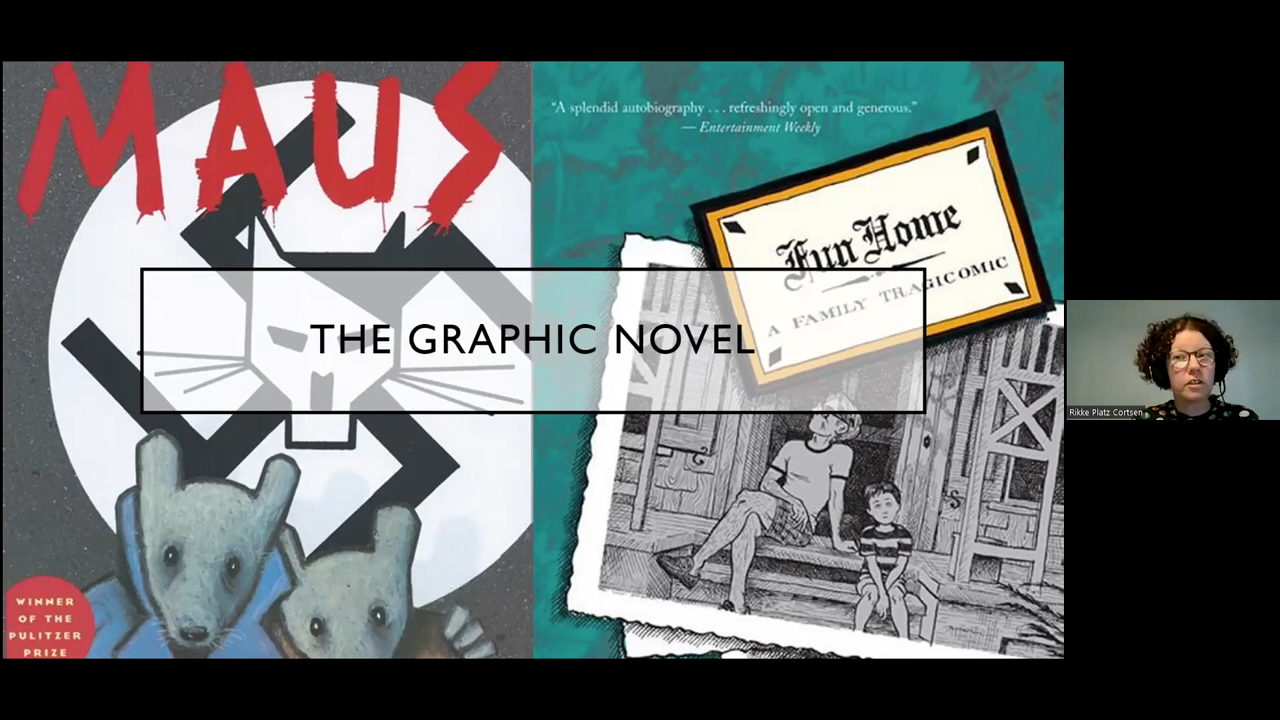 MAUS
WINNER
OF THE
PULITZER
PRIZE
"A splendid autobiography . . . refreshingly open and generous."
— Entertainment Weekly
Fun Home
A FAMILY TRAGICOMIC
THE GRAPHIC NOVEL
Rikke Platz Cortsen